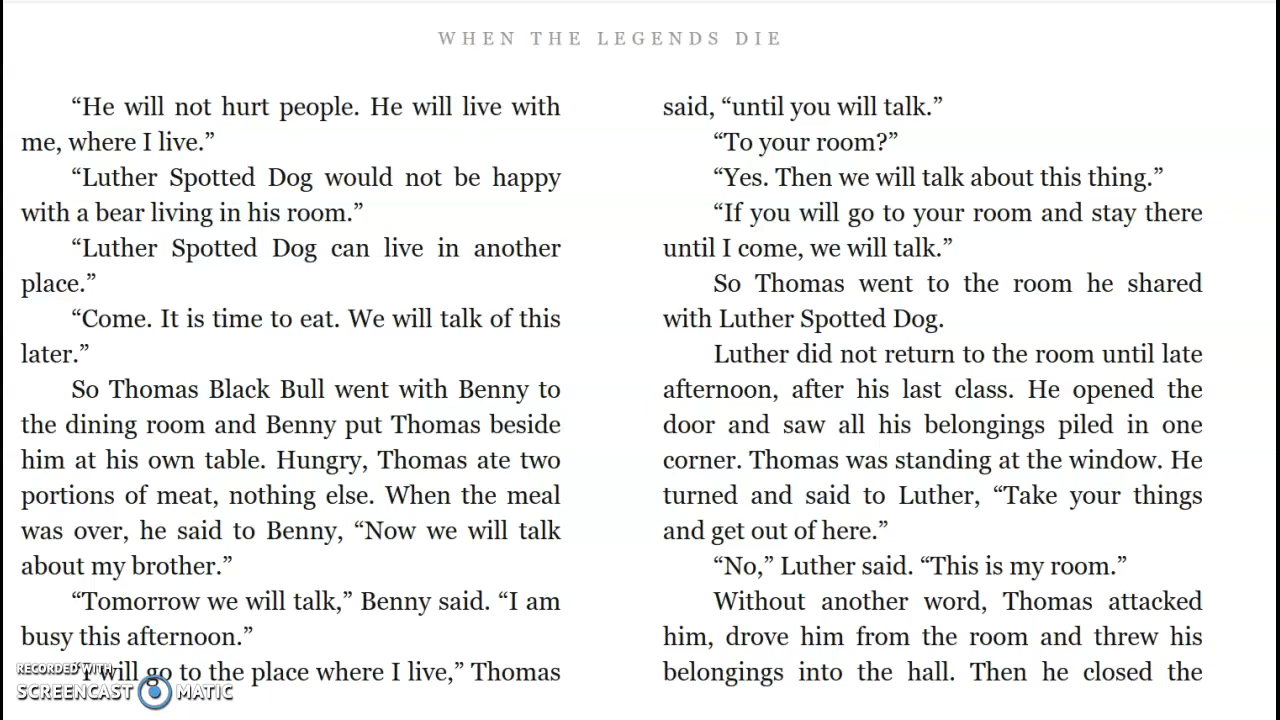 WHEN THE LEGENDS DIE
“He will not hurt people. He will live with
me, where I live.”
“Luther Spotted Dog would not be happy
with a bear living in his room.”
“Luther Spotted Dog can live in another
place.”
“Come. It is time to eat. We will talk of this
later.”
So Thomas Black Bull went with Benny to
the dining room and Benny put Thomas beside
him at his own table. Hungry, Thomas ate two
portions of meat, nothing else. When the meal
was over, he said to Benny, “Now we will talk
about my brother.”
“Tomorrow we will talk,” Benny said. “I am
busy this afternoon.”
“I will go to the place where I live,” Thomas
said, “until you will talk.”
“To your room?”
“Yes. Then we will talk about this thing.”
“If you will go to your room and stay there
until I come, we will talk.”
So Thomas went to the room he shared
with Luther Spotted Dog.
Luther did not return to the room until late
afternoon, after his last class. He opened the
door and saw all his belongings piled in one
corner. Thomas was standing at the window. He
turned and said to Luther, “Take your things
and get out of here.”
“No,” Luther said. “This is my room.”
Without another word, Thomas attacked
him, drove him from the room and threw his
belongings into the hall. Then he closed the
RECORDED WITH
SCREENCAST MATIC